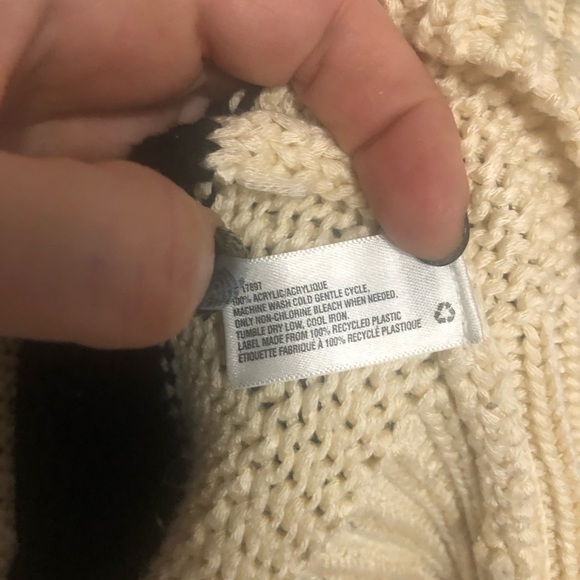 17897
100% ACRYLIC/ACRYLIQUE
MACHINE WASH COLD GENTLE CYCLE,
ONLY NON-CHLORINE BLEACH WHEN NEEDED.
TUMBLE DRY LOW, COOL IRON.
LABEL MADE FROM 100% RECYCLED PLASTIC
ETIQUETTE FABRIQUÉ À 100% RECYCLÉ PLASTIQUE